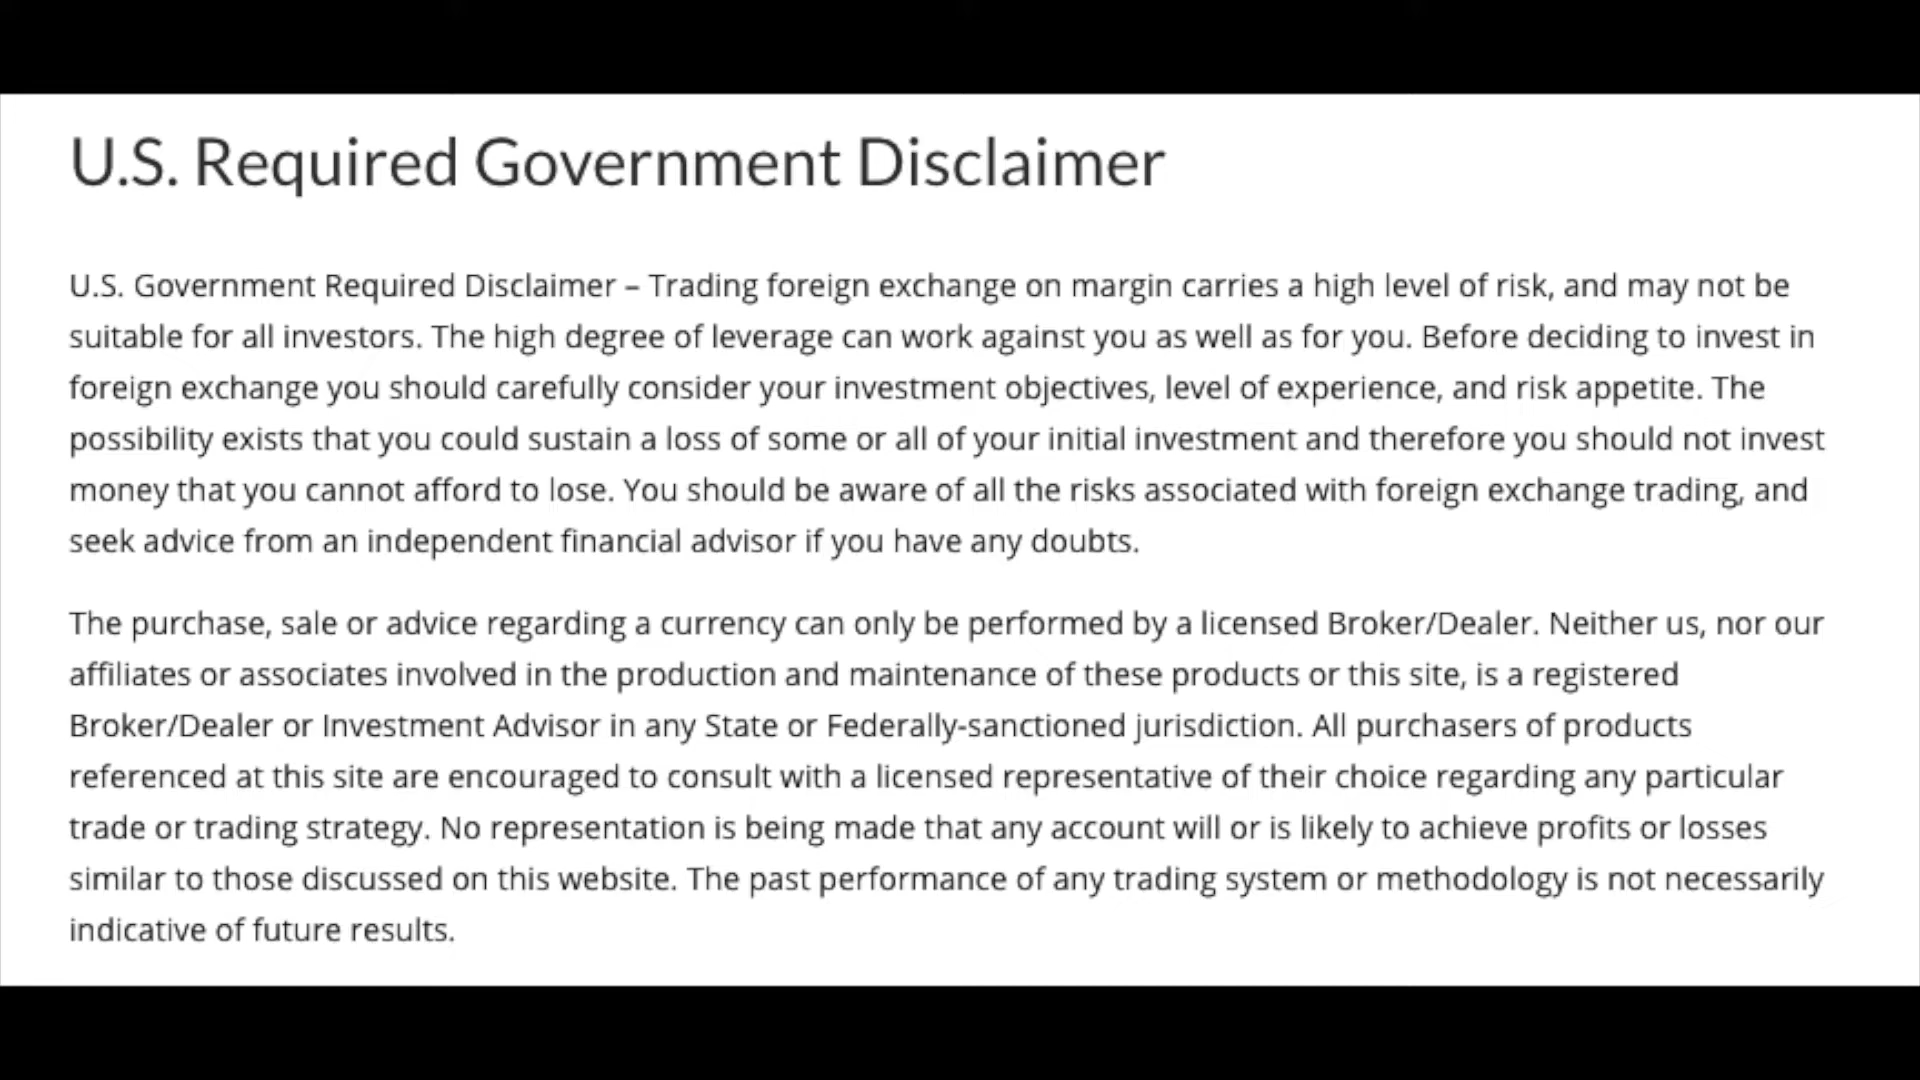 U.S. Required Government Disclaimer
U.S. Government Required Disclaimer – Trading foreign exchange on margin carries a high level of risk, and may not be
suitable for all investors. The high degree of leverage can work against you as well as for you. Before deciding to invest in
foreign exchange you should carefully consider your investment objectives, level of experience, and risk appetite. The
possibility exists that you could sustain a loss of some or all of your initial investment and therefore you should not invest
money that you cannot afford to lose. You should be aware of all the risks associated with foreign exchange trading, and
seek advice from an independent financial advisor if you have any doubts.
The purchase, sale or advice regarding a currency can only be performed by a licensed Broker/Dealer. Neither us, nor our
affiliates or associates involved in the production and maintenance of these products or this site, is a registered
Broker/Dealer or Investment Advisor in any State or Federally-sanctioned jurisdiction. All purchasers of products
referenced at this site are encouraged to consult with a licensed representative of their choice regarding any particular
trade or trading strategy. No representation is being made that any account will or is likely to achieve profits or losses
similar to those discussed on this website. The past performance of any trading system or methodology is not necessarily
indicative of future results.